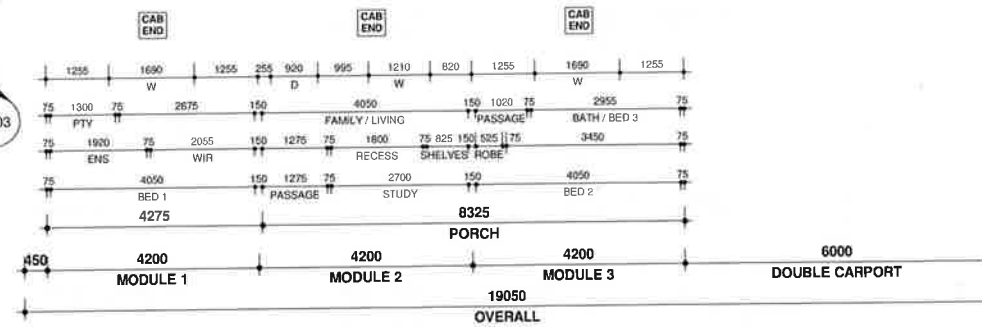 CAB CAB CAB
END END END
1255 1690 1255 255 920 995 1210 820 1255 1690 1255
W D W W
75 1300 75 2675 150 4050 150 1020 75 2955 75
PTY FAMILY / LIVING PASSAGE BATH / BED 3
03
75 1920 75 2055 150 1275 75 1800 75 825 150 525 75 3450 75
ENS WIR RECESS SHELVES ROBE
75 4050 150 1275 75 2700 150 4050 75
BED 1 PASSAGE STUDY BED 2
4275 8325
PORCH
450 4200 4200 4200 6000
MODULE 1 MODULE 2 MODULE 3 DOUBLE CARPORT
19050
OVERALL